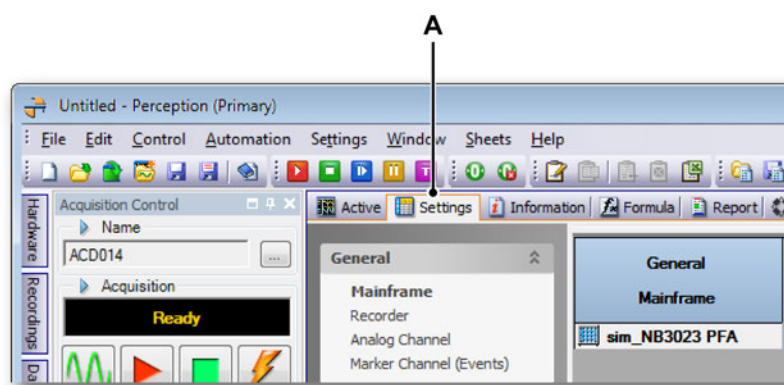 A
Untitled - Perception (Primary)
File Edit Control Automation Settings Window Sheets Help
Acquisition Control
Active Settings Information Formula Report
Hardware
Recordings
Name
ACD014
...
Acquisition
Ready
General
Mainframe
Recorder
Analog Channel
Marker Channel (Events)
General
Mainframe
sim_NB3023 PFA